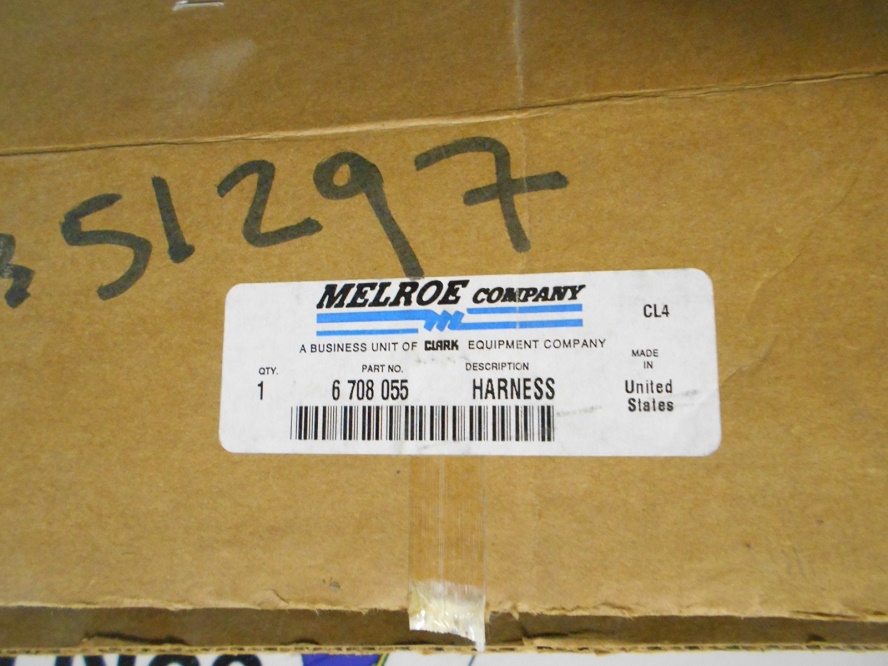 51297
MELROE COMPANY
CL4
A BUSINESS UNIT OF CLARK EQUIPMENT COMPANY
MADE
IN
United
States
QTY. PART NO. DESCRIPTION
1 6 708 055 HARNESS